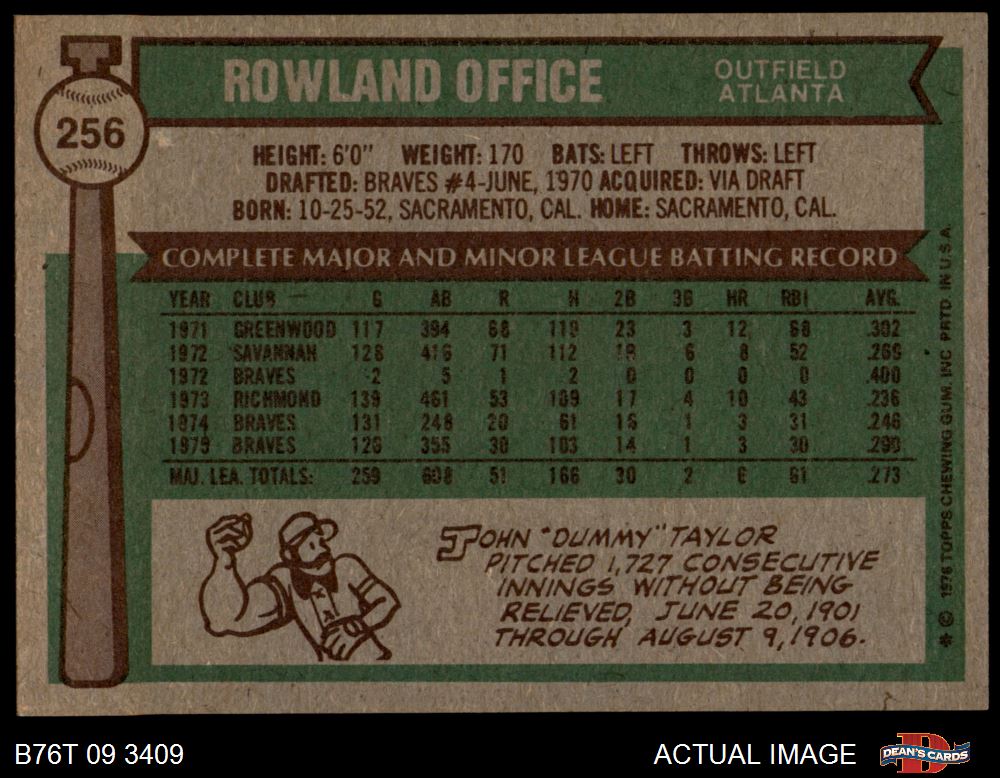 256
ROWLAND OFFICE
OUTFIELD
ATLANTA
HEIGHT: 6'0" WEIGHT: 170 BATS: LEFT THROWS: LEFT
DRAFTED: BRAVES #4-JUNE, 1970 ACQUIRED: VIA DRAFT
BORN: 10-25-52, SACRAMENTO, CAL. HOME: SACRAMENTO, CAL.
COMPLETE MAJOR AND MINOR LEAGUE BATTING RECORD
YEAR CLUB G AB R H 2B 3B HR RBI AVG.
1971 GREENWOOD 117 394 68 119 23 3 12 68 .302
1972 SAVANNAH 128 416 71 112 18 6 8 52 .269
1972 BRAVES 2 5 1 2 0 0 0 0 .400
1973 RICHMOND 139 461 53 109 17 4 10 43 .236
1974 BRAVES 131 248 20 61 16 1 3 31 .246
1975 BRAVES 126 355 30 103 14 1 3 30 .290
MAJ. LEA. TOTALS: 259 608 51 166 30 2 6 61 .273
JOHN "DUMMY" TAYLOR
PITCHED 1,727 CONSECUTIVE
INNINGS WITHOUT BEING
RELIEVED, JUNE 20, 1901
THROUGH AUGUST 9, 1906.
* © 1976 TOPPS CHEWING GUM, INC. PRTD. IN U.S.A.
B76T 09 3409
ACTUAL IMAGE
DEAN'S CARDS